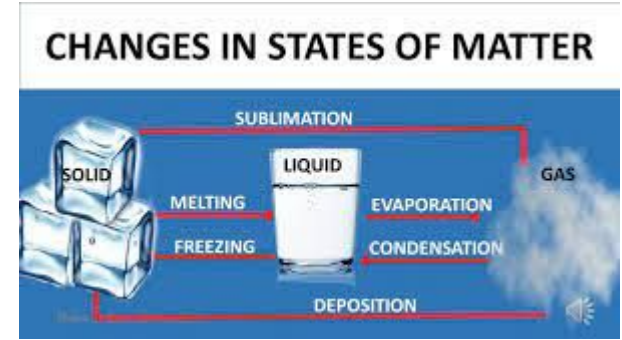 CHANGES IN STATES OF MATTER
SUBLIMATION
SOLID
LIQUID
GAS
MELTING
EVAPORATION
FREEZING
CONDENSATION
DEPOSITION